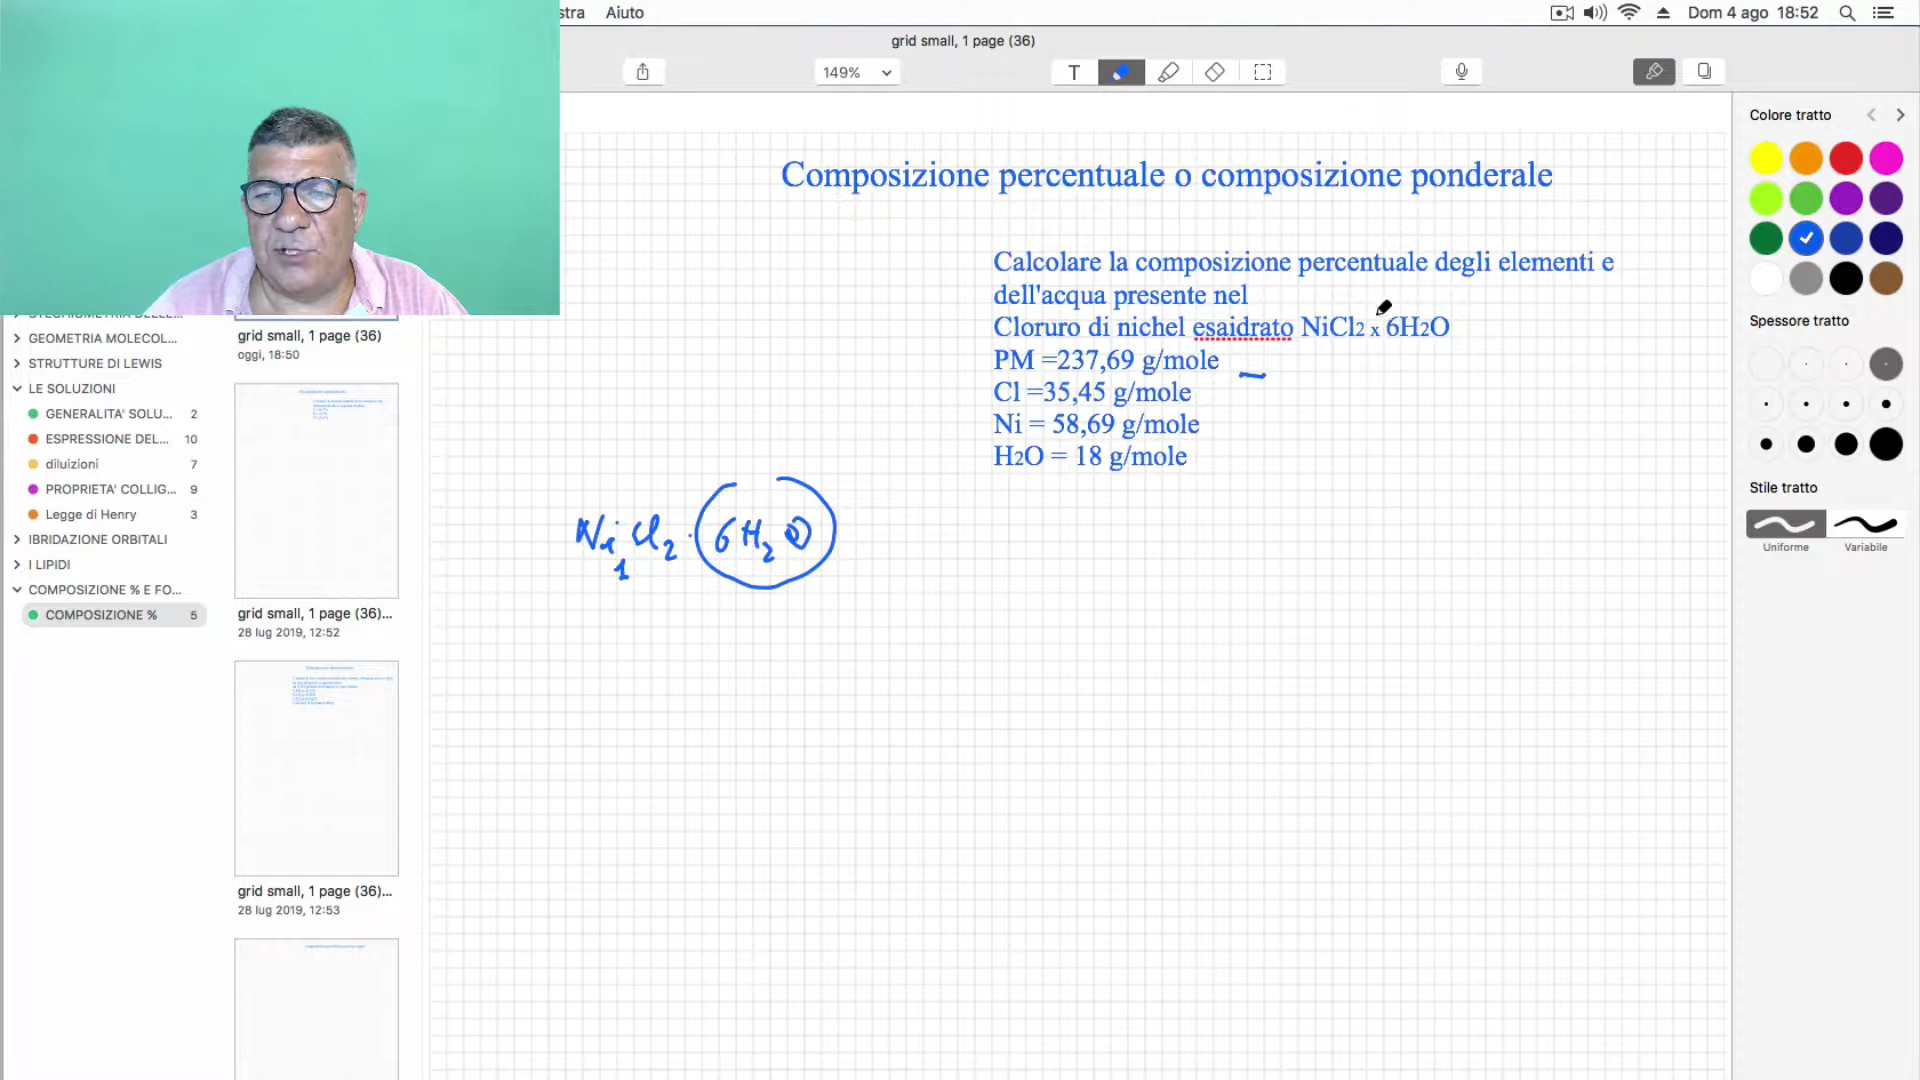 stra Aiuto
Dom 4 ago 18:52
grid small, 1 page (36)
149%
T
Colore tratto
Spessore tratto
Stile tratto
Uniforme
Variabile
GEOMETRIA MOLECOL...
STRUTTURE DI LEWIS
LE SOLUZIONI
GENERALITA' SOLU... 2
ESPRESSIONE DEL... 10
diluizioni 7
PROPRIETA' COLLIG... 9
Legge di Henry 3
IBRIDAZIONE ORBITALI
I LIPIDI
COMPOSIZIONE % E FO...
COMPOSIZIONE % 5
grid small, 1 page (36)
oggi, 18:50
grid small, 1 page (36)...
28 lug 2019, 12:52
grid small, 1 page (36)...
28 lug 2019, 12:53
Composizione percentuale o composizione ponderale
Calcolare la composizione percentuale degli elementi e
dell'acqua presente nel
Cloruro di nichel esaidrato NiCl2 x 6H2O
PM =237,69 g/mole
Cl =35,45 g/mole
Ni = 58,69 g/mole
H2O = 18 g/mole
Ni Cl2 · 6H2O
1